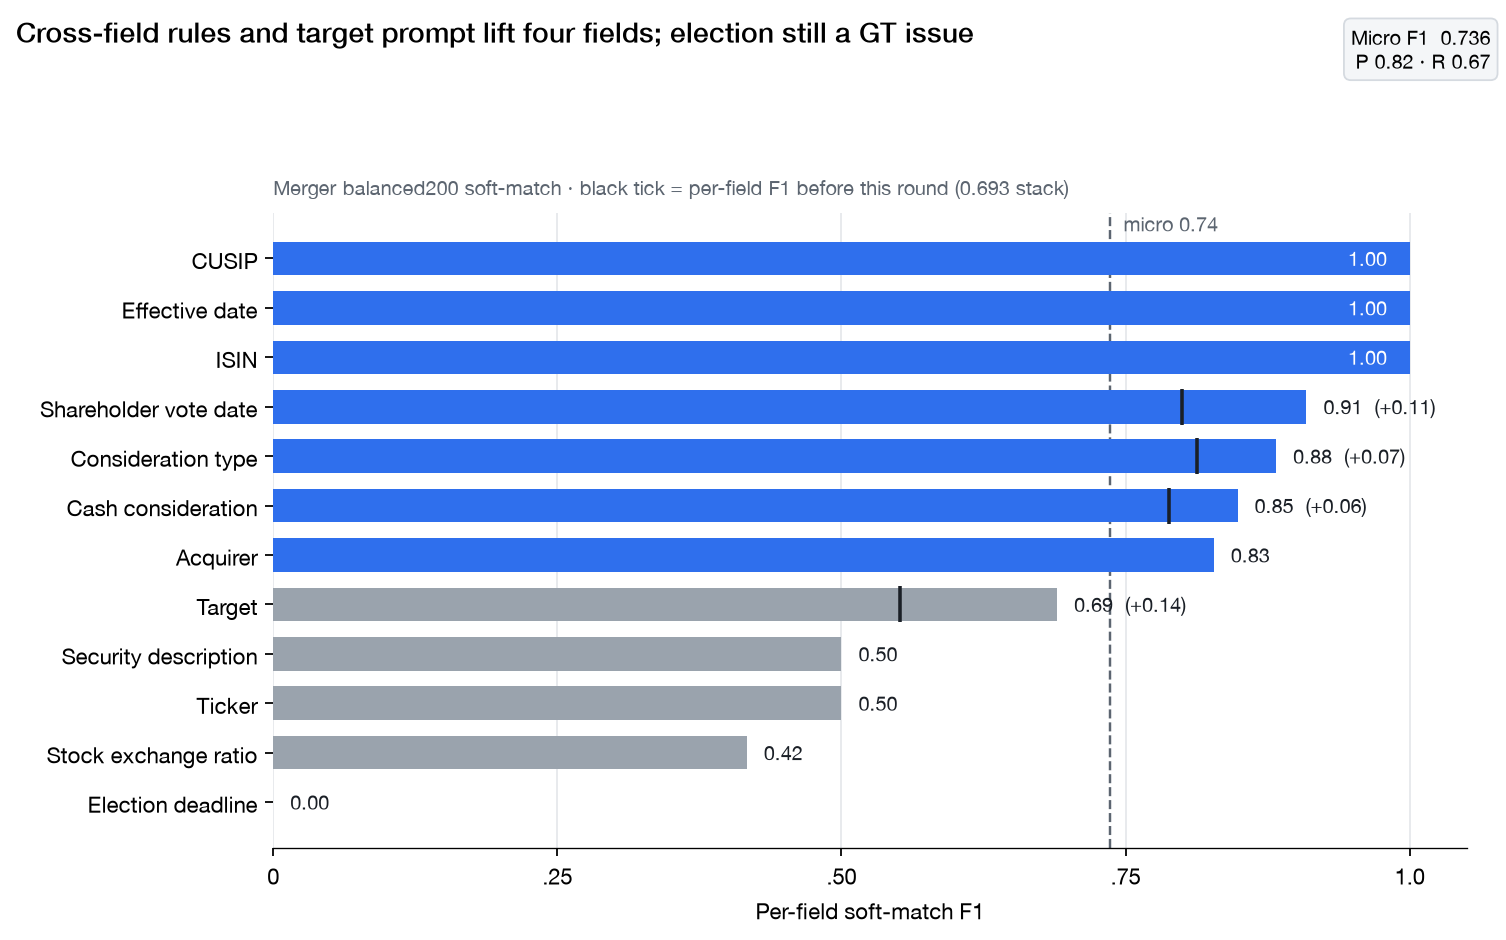 Cross-field rules and target prompt lift four fields; election still a GT issue
Micro F1 0.736
P 0.82 · R 0.67
Merger balanced200 soft-match · black tick = per-field F1 before this round (0.693 stack)
micro 0.74
CUSIP 1.00
Effective date 1.00
ISIN 1.00
Shareholder vote date 0.91 (+0.11)
Consideration type 0.88 (+0.07)
Cash consideration 0.85 (+0.06)
Acquirer 0.83
Target 0.69 (+0.14)
Security description 0.50
Ticker 0.50
Stock exchange ratio 0.42
Election deadline 0.00
0 .25 .50 .75 1.0
Per-field soft-match F1